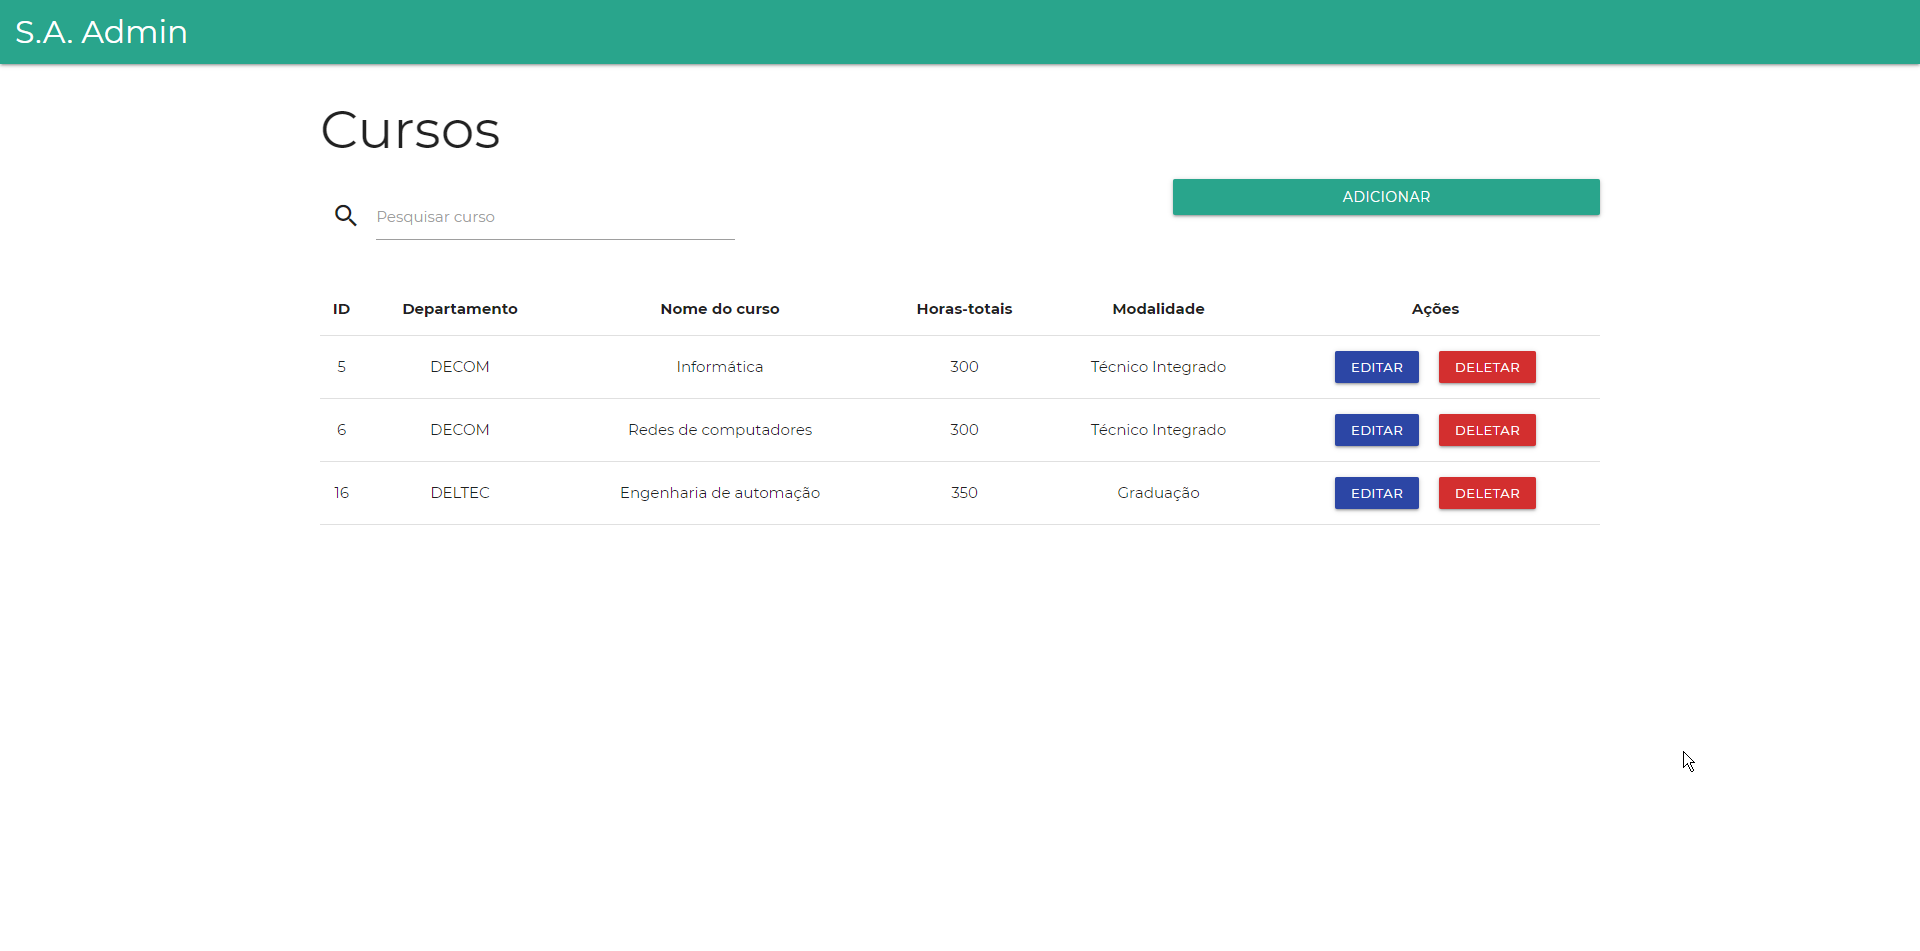 S.A. Admin
Cursos
Pesquisar curso
ADICIONAR
ID Departamento Nome do curso Horas-totais Modalidade Ações
5 DECOM Informática 300 Técnico Integrado EDITAR DELETAR
6 DECOM Redes de computadores 300 Técnico Integrado EDITAR DELETAR
16 DELTEC Engenharia de automação 350 Graduação EDITAR DELETAR